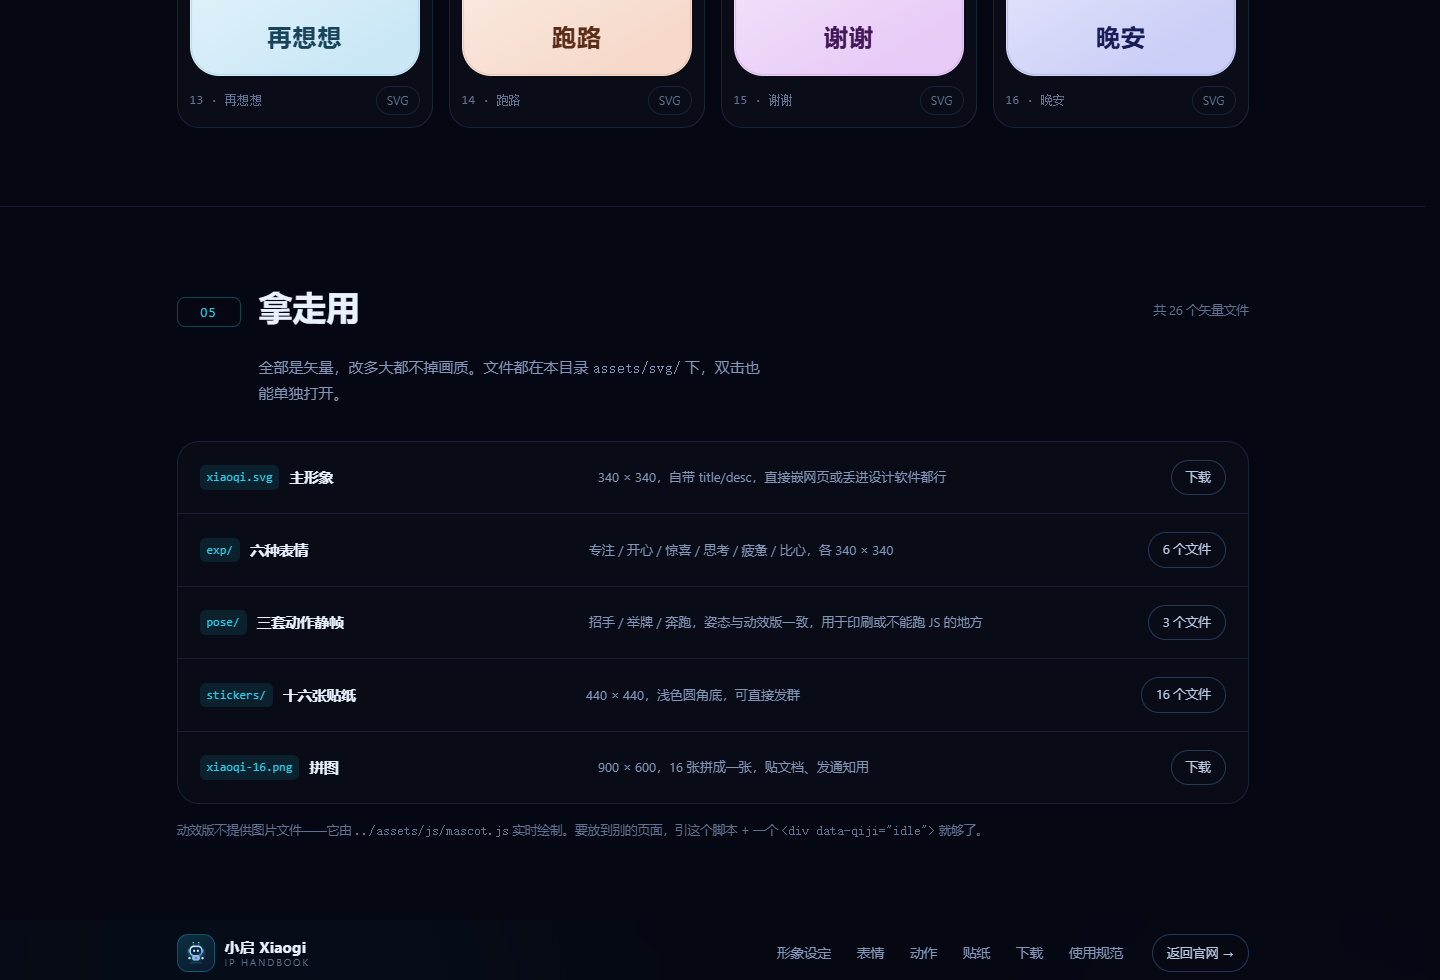 再想想
跑路
谢谢
晚安
13 · 再想想
SVG
14 · 跑路
SVG
15 · 谢谢
SVG
16 · 晚安
SVG
05
拿走用
共 26 个矢量文件
全部是矢量，改多大都不掉画质。文件都在本目录 assets/svg/ 下，双击也
能单独打开。
xiaoqi.svg 主形象
340 × 340，自带 title/desc，直接嵌网页或丢进设计软件都行
下载
exp/ 六种表情
专注 / 开心 / 惊喜 / 思考 / 疲惫 / 比心，各 340 × 340
6 个文件
pose/ 三套动作静帧
招手 / 举牌 / 奔跑，姿态与动效版一致，用于印刷或不能跑 JS 的地方
3 个文件
stickers/ 十六张贴纸
440 × 440，浅色圆角底，可直接发群
16 个文件
xiaoqi-16.png 拼图
900 × 600，16 张拼成一张，贴文档、发通知用
下载
动效版不提供图片文件——它由 ../assets/js/mascot.js 实时绘制。要放到别的页面，引这个脚本 + 一个 <div data-qiji="idle"> 就够了。
小启 Xiaogi
IP HANDBOOK
形象设定
表情
动作
贴纸
下载
使用规范
返回官网 →